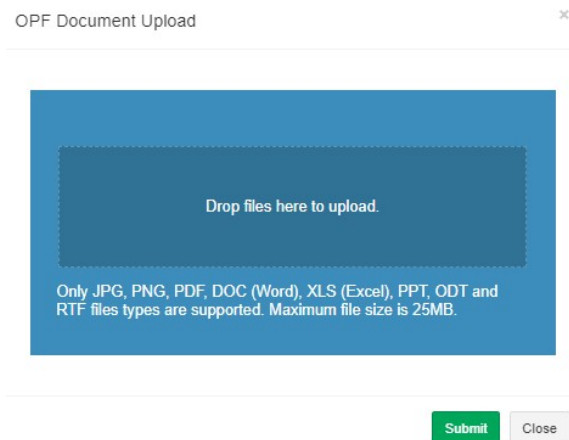 OPF Document Upload
×
Drop files here to upload.
Only JPG, PNG, PDF, DOC (Word), XLS (Excel), PPT, ODT and
RTF files types are supported. Maximum file size is 25MB.
Submit Close